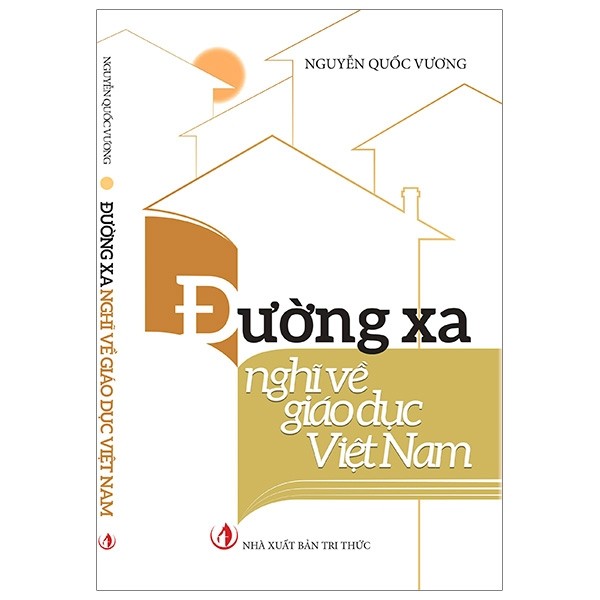 NGUYỄN QUỐC VƯƠNG
Đường xa
nghĩ về
giáo dục
Việt Nam
NHÀ XUẤT BẢN TRI THỨC
NGUYỄN QUỐC VƯƠNG
ĐƯỜNG XA NGHĨ VỀ GIÁO DỤC VIỆT NAM